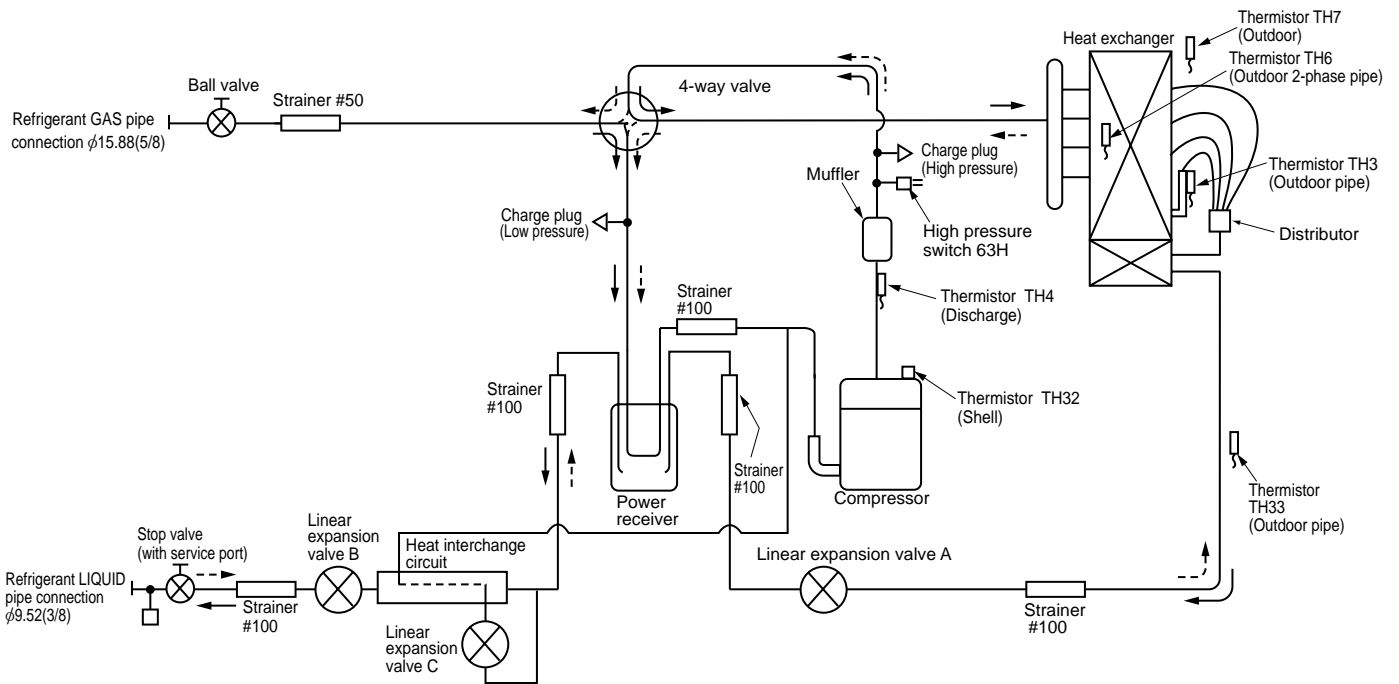 Thermistor TH7
(Outdoor)
Heat exchanger
Thermistor TH6
(Outdoor 2-phase pipe)
Ball valve
4-way valve
Strainer #50
Refrigerant GAS pipe
connection ϕ15.88(5/8)
Charge plug
(High pressure)
Thermistor TH3
(Outdoor pipe)
Muffler
Charge plug
(Low pressure)
High pressure
switch 63H
Distributor
Strainer
#100
Thermistor TH4
(Discharge)
Strainer
#100
Thermistor TH32
(Shell)
Strainer
#100
Power
receiver
Compressor
Thermistor
TH33
(Outdoor pipe)
Linear
expansion
valve B
Stop valve
(with service port)
Heat interchange
circuit
Linear expansion valve A
Refrigerant LIQUID
pipe connection
ϕ9.52(3/8)
Strainer
#100
Strainer
#100
Linear
expansion
valve C